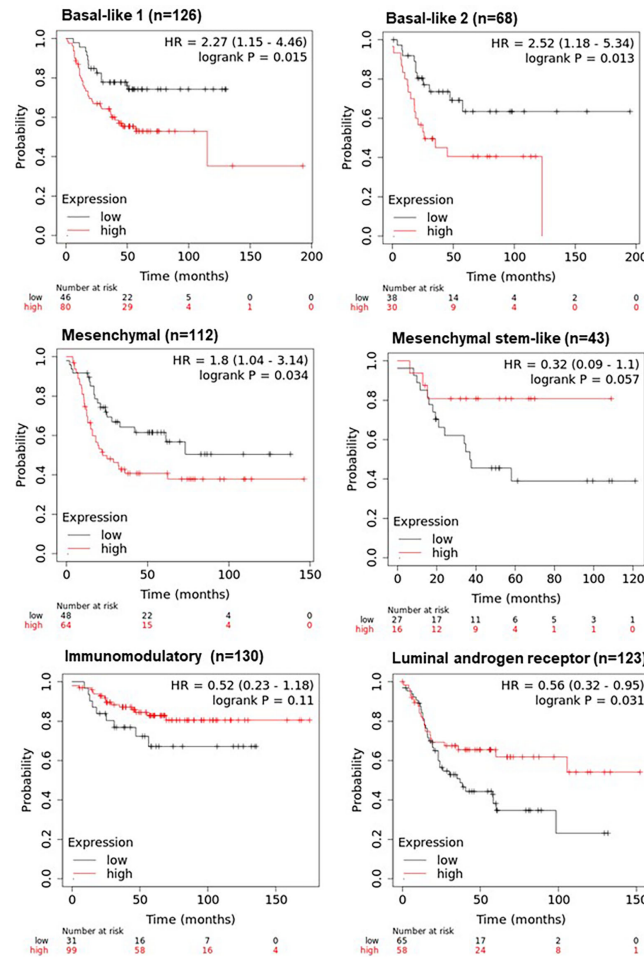 Basal-like 1 (n=126)
HR = 2.27 (1.15 - 4.46)
logrank P = 0.015
Probability
1.0
0.8
0.6
0.4
0.2
0.0
Expression
low
high
0 50 100 150 200
Time (months)
Number at risk
low 46 22 5 0 0
high 80 29 4 1 0
Basal-like 2 (n=68)
HR = 2.52 (1.18 - 5.34)
logrank P = 0.013
Probability
1.0
0.8
0.6
0.4
0.2
0.0
Expression
low
high
0 50 100 150 200
Time (months)
Number at risk
low 38 14 4 2 0
high 30 9 4 0 0
Mesenchymal (n=112)
HR = 1.8 (1.04 - 3.14)
logrank P = 0.034
Probability
1.0
0.8
0.6
0.4
0.2
0.0
Expression
low
high
0 50 100 150
Time (months)
Number at risk
low 48 22 4 0
high 64 15 4 0
Mesenchymal stem-like (n=43)
HR = 0.32 (0.09 - 1.1)
logrank P = 0.057
Probability
1.0
0.8
0.6
0.4
0.2
0.0
Expression
low
high
0 20 40 60 80 100 120
Time (months)
Number at risk
low 27 17 11 6 5 3 1
high 16 12 9 4 1 1 0
Immunomodulatory (n=130)
HR = 0.52 (0.23 - 1.18)
logrank P = 0.11
Probability
1.0
0.8
0.6
0.4
0.2
0.0
Expression
low
high
0 50 100 150
Time (months)
Number at risk
low 31 16 7 0
high 99 58 16 4
Luminal androgen receptor (n=123)
HR = 0.56 (0.32 - 0.95)
logrank P = 0.031
Probability
1.0
0.8
0.6
0.4
0.2
0.0
Expression
low
high
0 50 100 150
Time (months)
Number at risk
low 65 17 2 0
high 58 24 8 1